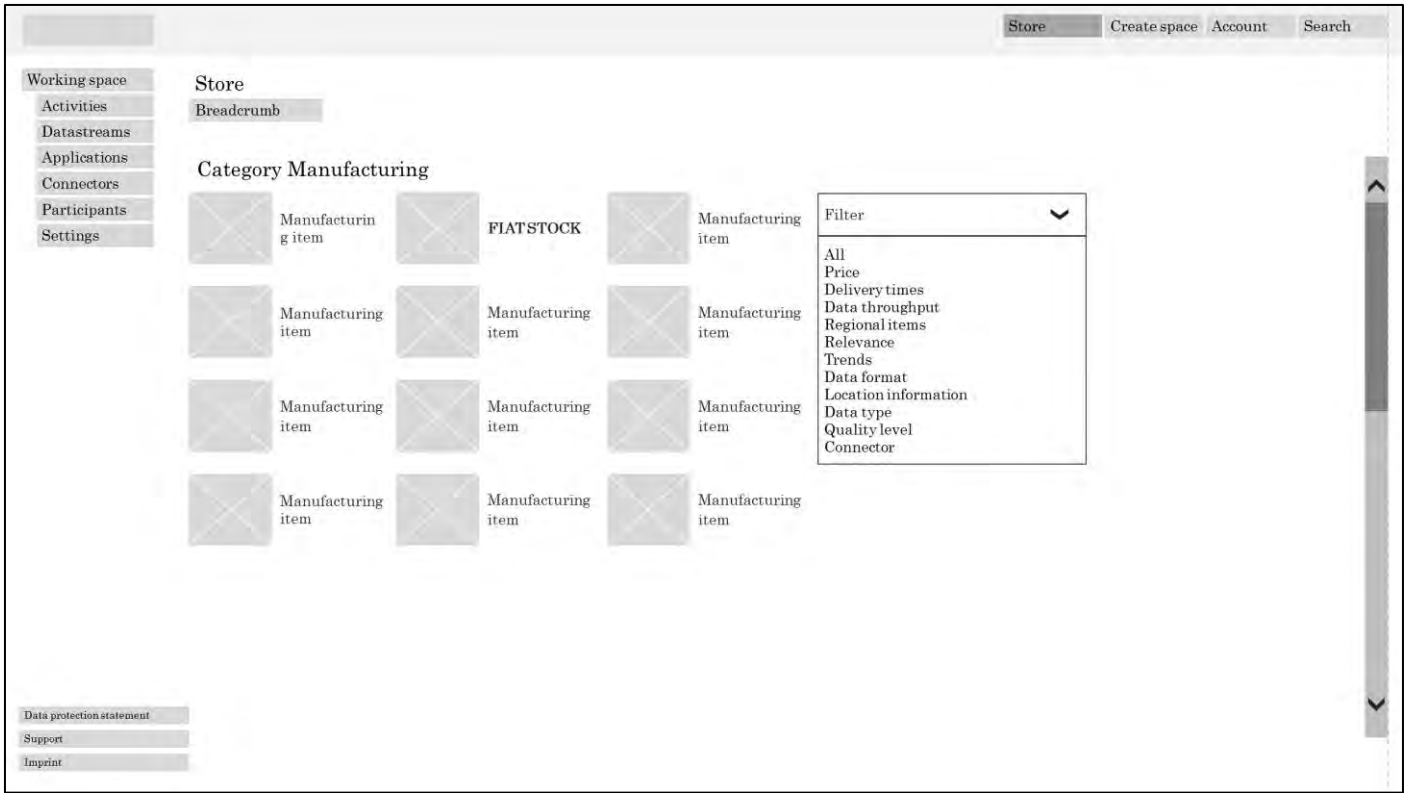 Store
Create space
Account
Search
Working space
Activities
Datastreams
Applications
Connectors
Participants
Settings
Store
Breadcrumb
Category Manufacturing
Manufacturin
g item
FIATSTOCK
Manufacturing
item
Manufacturing
item
Manufacturing
item
Manufacturing
item
Manufacturing
item
Manufacturing
item
Manufacturing
item
Manufacturing
item
Manufacturing
item
Manufacturing
item
Filter
All
Price
Delivery times
Data throughput
Regional items
Relevance
Trends
Data format
Location information
Data type
Quality level
Connector
Data protection statement
Support
Imprint